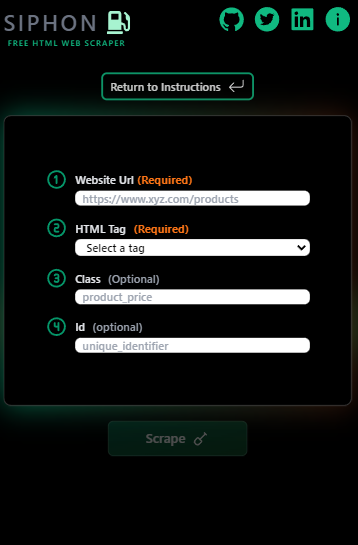 SIPHON
FREE HTML WEB SCRAPER
Return to Instructions
1 Website Url (Required)
https://www.xyz.com/products
2 HTML Tag (Required)
Select a tag
3 Class (Optional)
product_price
4 Id (optional)
unique_identifier
Scrape